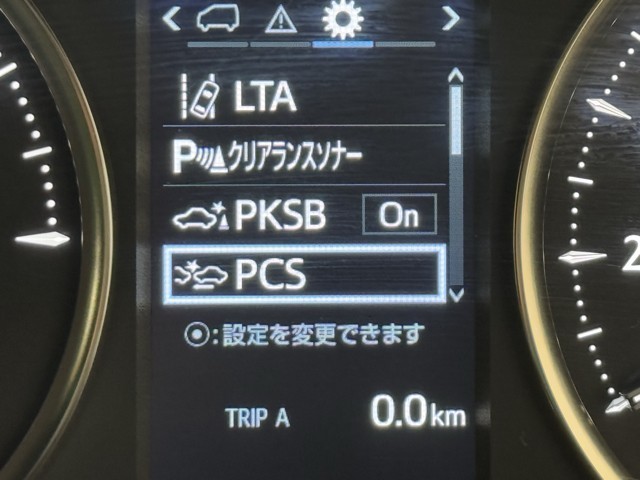 LTA
P クリアランスソナー
PKSB On
PCS
:設定を変更できます
TRIP A 0.0km
2